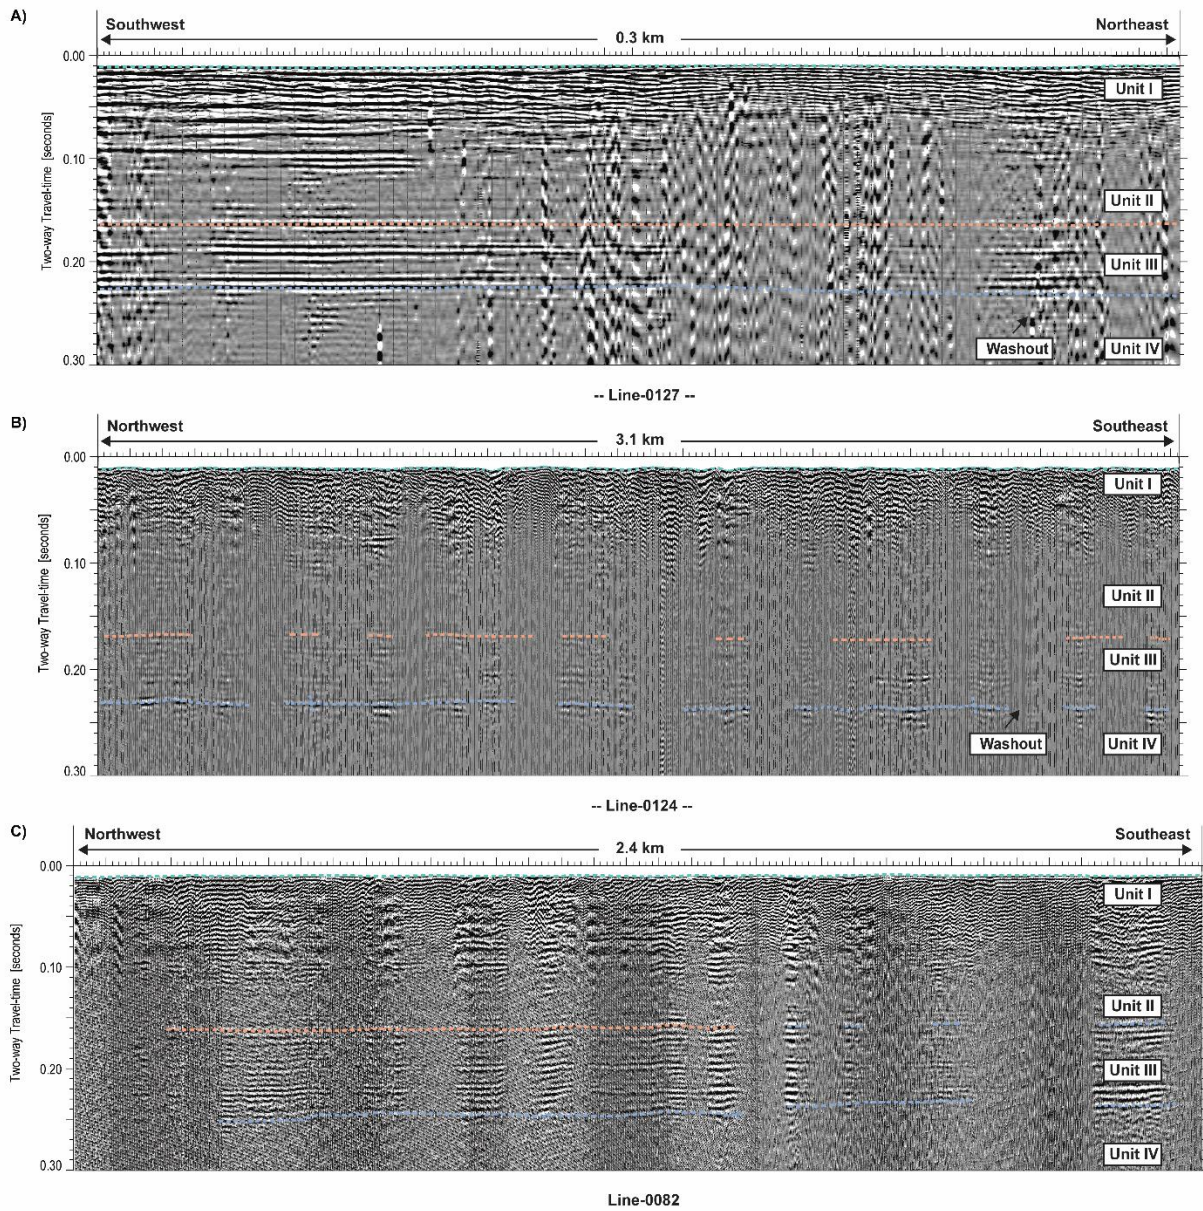 A)
Southwest Northeast
0.3 km
0.00
Unit I
0.10
Unit II
0.20
Unit III
Washout Unit IV
0.30
Two-way Travel-time [seconds]
-- Line-0127 --
B)
Northwest Southeast
3.1 km
0.00
Unit I
0.10
Unit II
0.20
Unit III
Washout Unit IV
0.30
Two-way Travel-time [seconds]
-- Line-0124 --
C)
Northwest Southeast
2.4 km
0.00
Unit I
0.10
Unit II
0.20
Unit III
Unit IV
0.30
Two-way Travel-time [seconds]
Line-0082